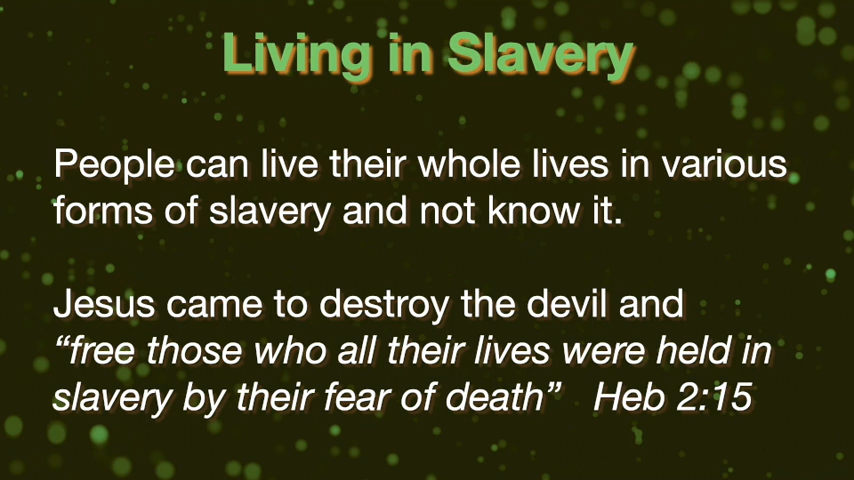 Living in Slavery
People can live their whole lives in various
forms of slavery and not know it.
Jesus came to destroy the devil and
“free those who all their lives were held in
slavery by their fear of death” Heb 2:15